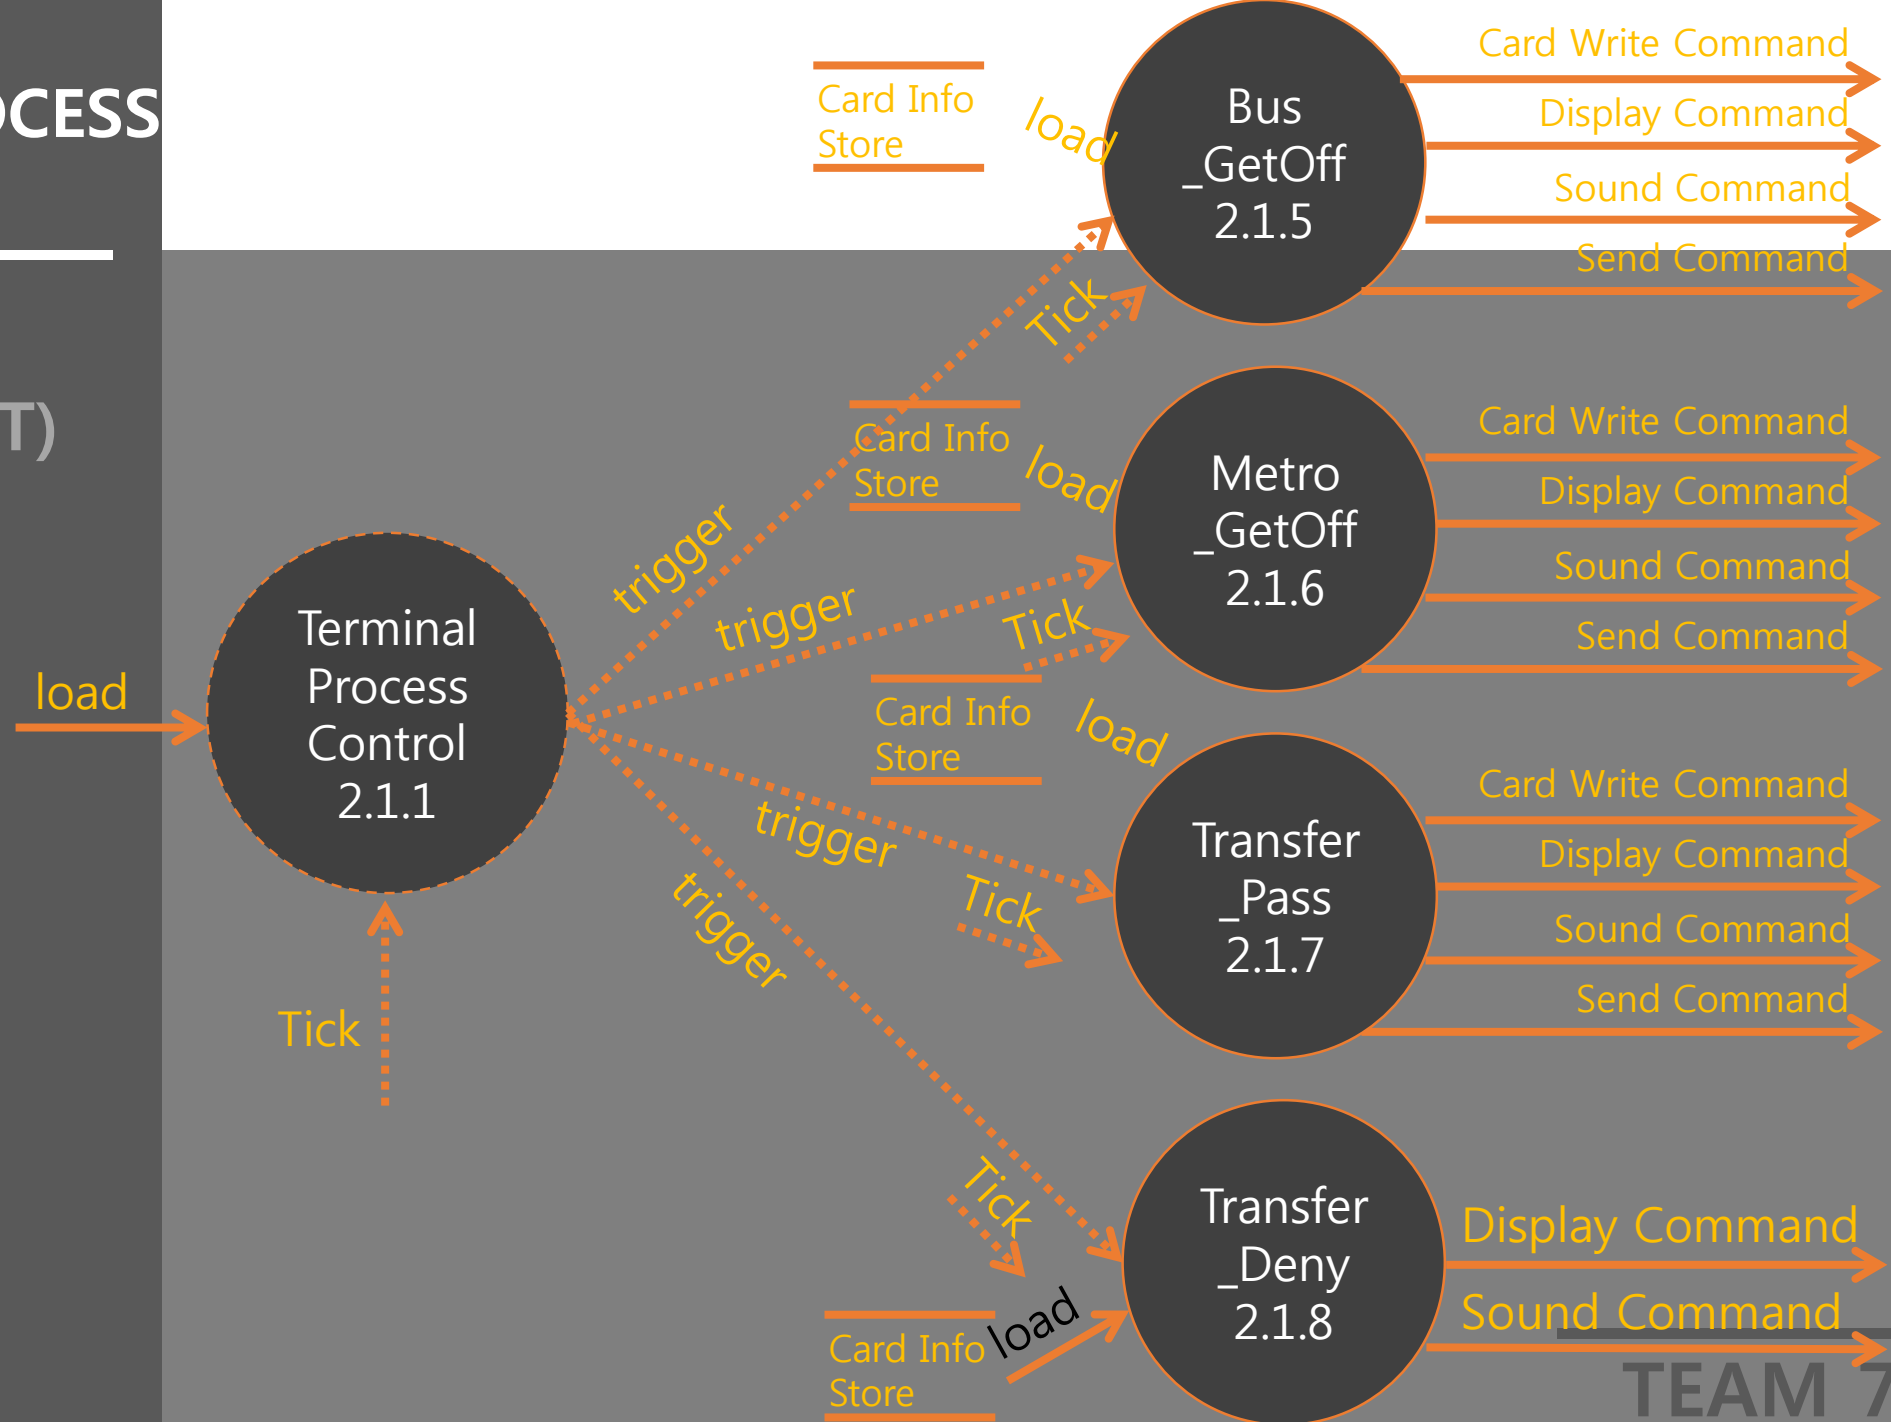 OCESS
T)
load
Terminal
Process
Control
2.1.1
Tick
trigger
trigger
trigger
trigger
Card Info
Store
load
Tick
Bus
_GetOff
2.1.5
Card Write Command
Display Command
Sound Command
Send Command
Card Info
Store
load
Tick
Metro
_GetOff
2.1.6
Card Write Command
Display Command
Sound Command
Send Command
Card Info
Store
load
Tick
Transfer
_Pass
2.1.7
Card Write Command
Display Command
Sound Command
Send Command
Tick
Card Info
Store
load
Transfer
_Deny
2.1.8
Display Command
Sound Command
TEAM 7